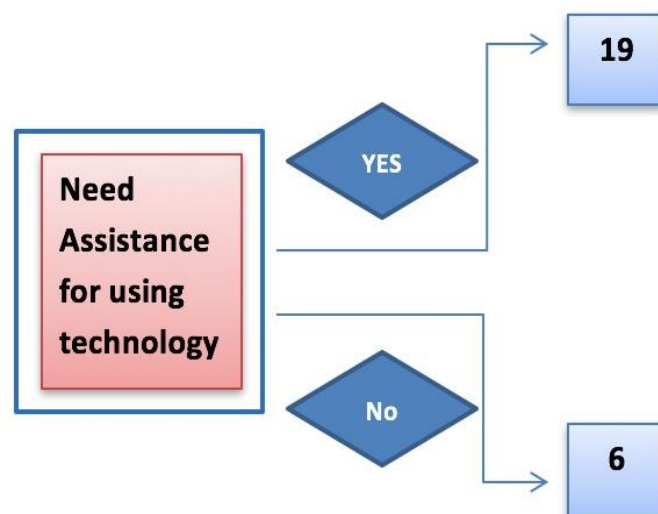 19
YES
Need
Assistance
for using
technology
No
6